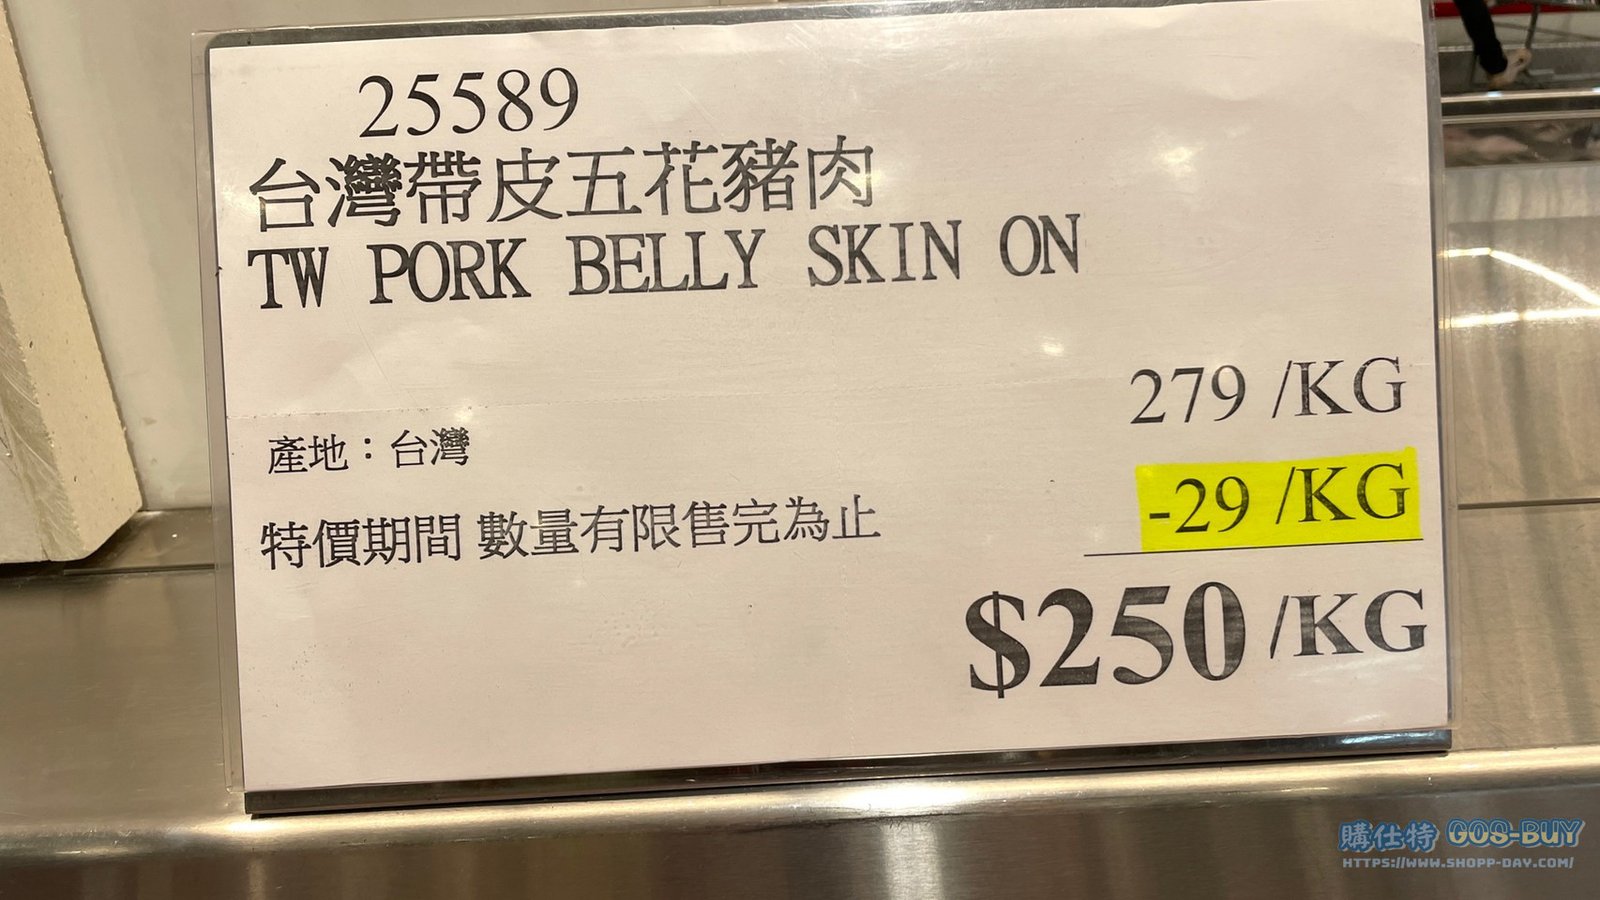 25589
台灣帶皮五花豬肉
TW PORK BELLY SKIN ON
279 /KG
產地：台灣
-29 /KG
特價期間 數量有限售完為止
$250 /KG
購仕特 GOS-BUY
HTTPS://WWW.SHOPP-DAY.COM/